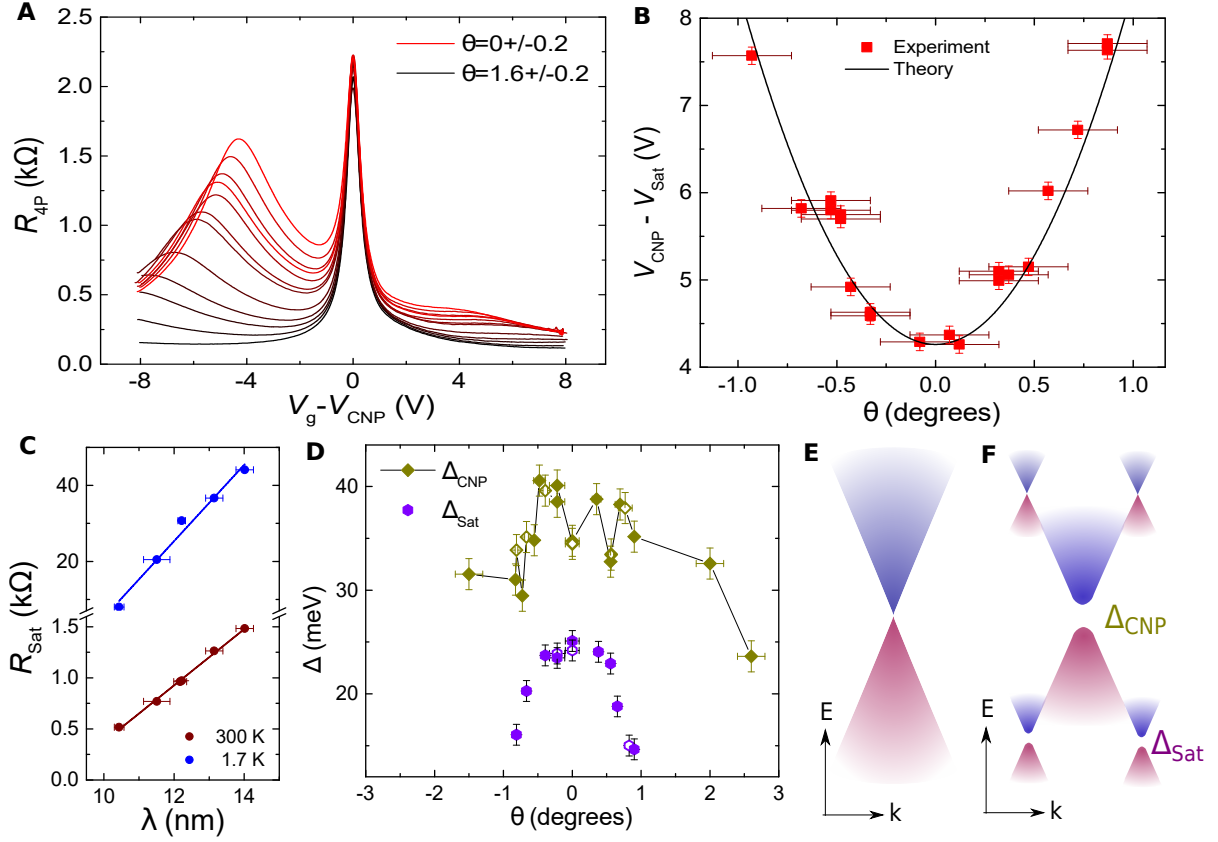 A
θ=0+/-0.2
θ=1.6+/-0.2
R4P (kΩ)
2.5
2.0
1.5
1.0
0.5
0.0
-8 -4 0 4 8
Vg-VCNP (V)
B
Experiment
Theory
VCNP - VSat (V)
8
7
6
5
4
-1.0 -0.5 0.0 0.5 1.0
θ (degrees)
C
RSat (kΩ)
40
20
1.5
1.0
0.5
0.0
300 K
1.7 K
10 12 14
λ (nm)
D
ΔCNP
ΔSat
Δ (meV)
40
30
20
-3 -2 -1 0 1 2 3
θ (degrees)
E
E
k
F
ΔCNP
ΔSat
E
k